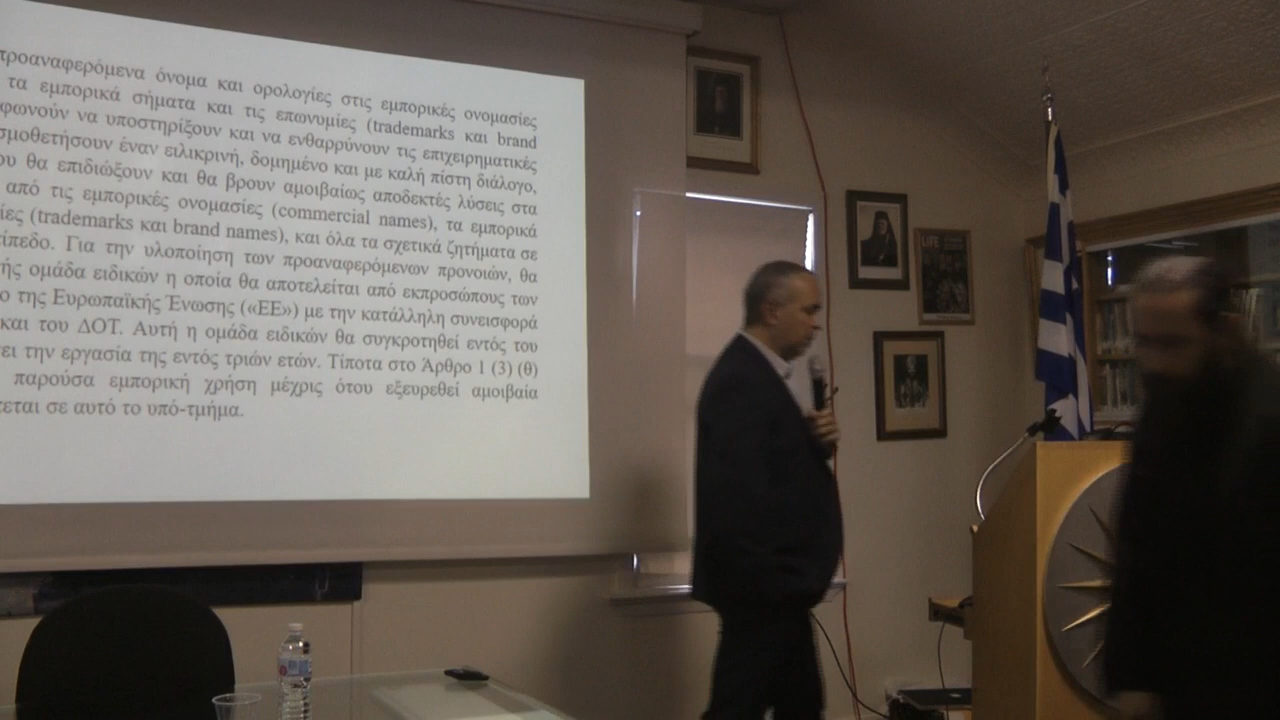 προαναφερόμενα όνομα και ορολογίες στις εμπορικές ονομασίες
τα εμπορικά σήματα και τις επωνυμίες (trademarks και brand
φωνούν να υποστηρίξουν και να ενθαρρύνουν τις επιχειρηματικές
σμοθετήσουν έναν ειλικρινή, δομημένο και με καλή πίστη διάλογο,
ου θα επιδιώξουν και θα βρουν αμοιβαίως αποδεκτές λύσεις στα
από τις εμπορικές ονομασίες (commercial names), τα εμπορικά
ίες (trademarks και brand names), και όλα τα σχετικά ζητήματα σε
ίπεδο. Για την υλοποίηση των προαναφερόμενων προνοιών, θα
ής ομάδα ειδικών η οποία θα αποτελείται από εκπροσώπους των
ο της Ευρωπαϊκής Ένωσης («ΕΕ») με την κατάλληλη συνεισφορά
και του ΔΟΤ. Αυτή η ομάδα ειδικών θα συγκροτηθεί εντός του
ει την εργασία της εντός τριών ετών. Τίποτα στο Άρθρο 1 (3) (θ)
παρούσα εμπορική χρήση μέχρις ότου εξευρεθεί αμοιβαία
εται σε αυτό το υπό-τμήμα.
LIFE